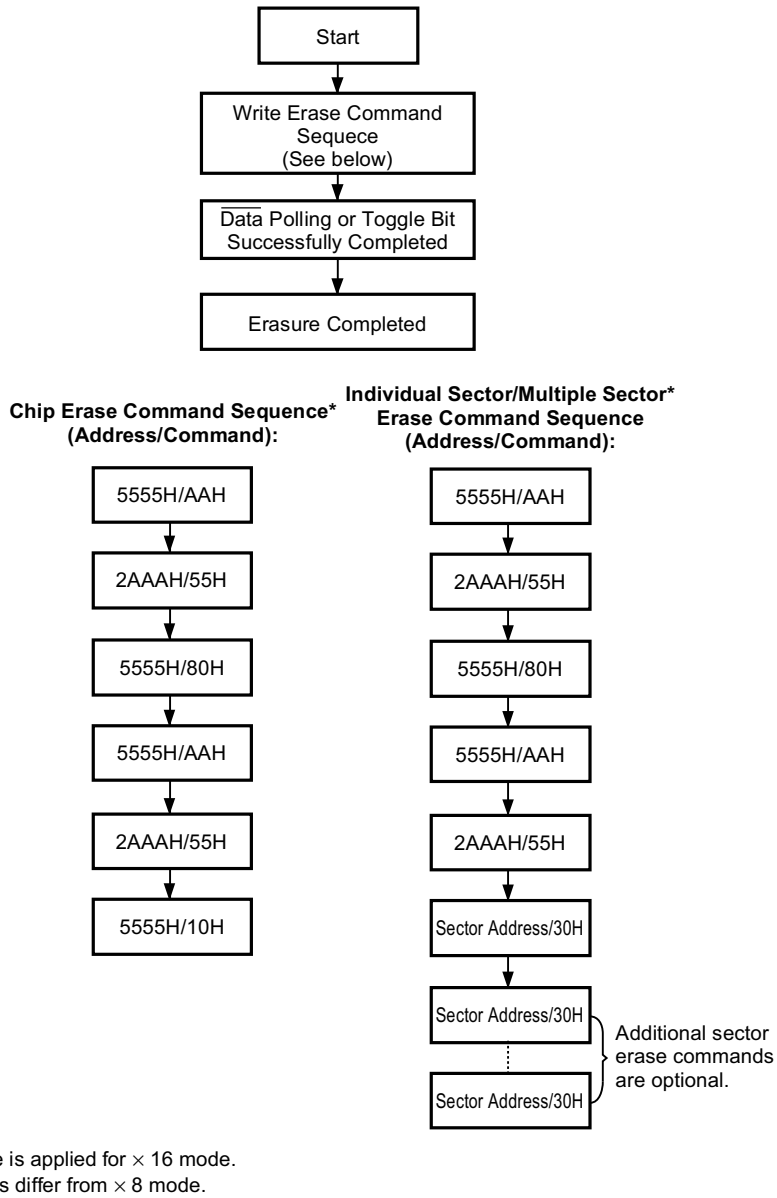 Start
Write Erase Command
Sequece
(See below)
Data Polling or Toggle Bit
Successfully Completed
Erasure Completed
Chip Erase Command Sequence*
(Address/Command):
5555H/AAH
2AAAH/55H
5555H/80H
5555H/AAH
2AAAH/55H
5555H/10H
Individual Sector/Multiple Sector*
Erase Command Sequence
(Address/Command):
5555H/AAH
2AAAH/55H
5555H/80H
5555H/AAH
2AAAH/55H
Sector Address/30H
Sector Address/30H
Sector Address/30H
Additional sector
erase commands
are optional.
is applied for × 16 mode.
differ from × 8 mode.